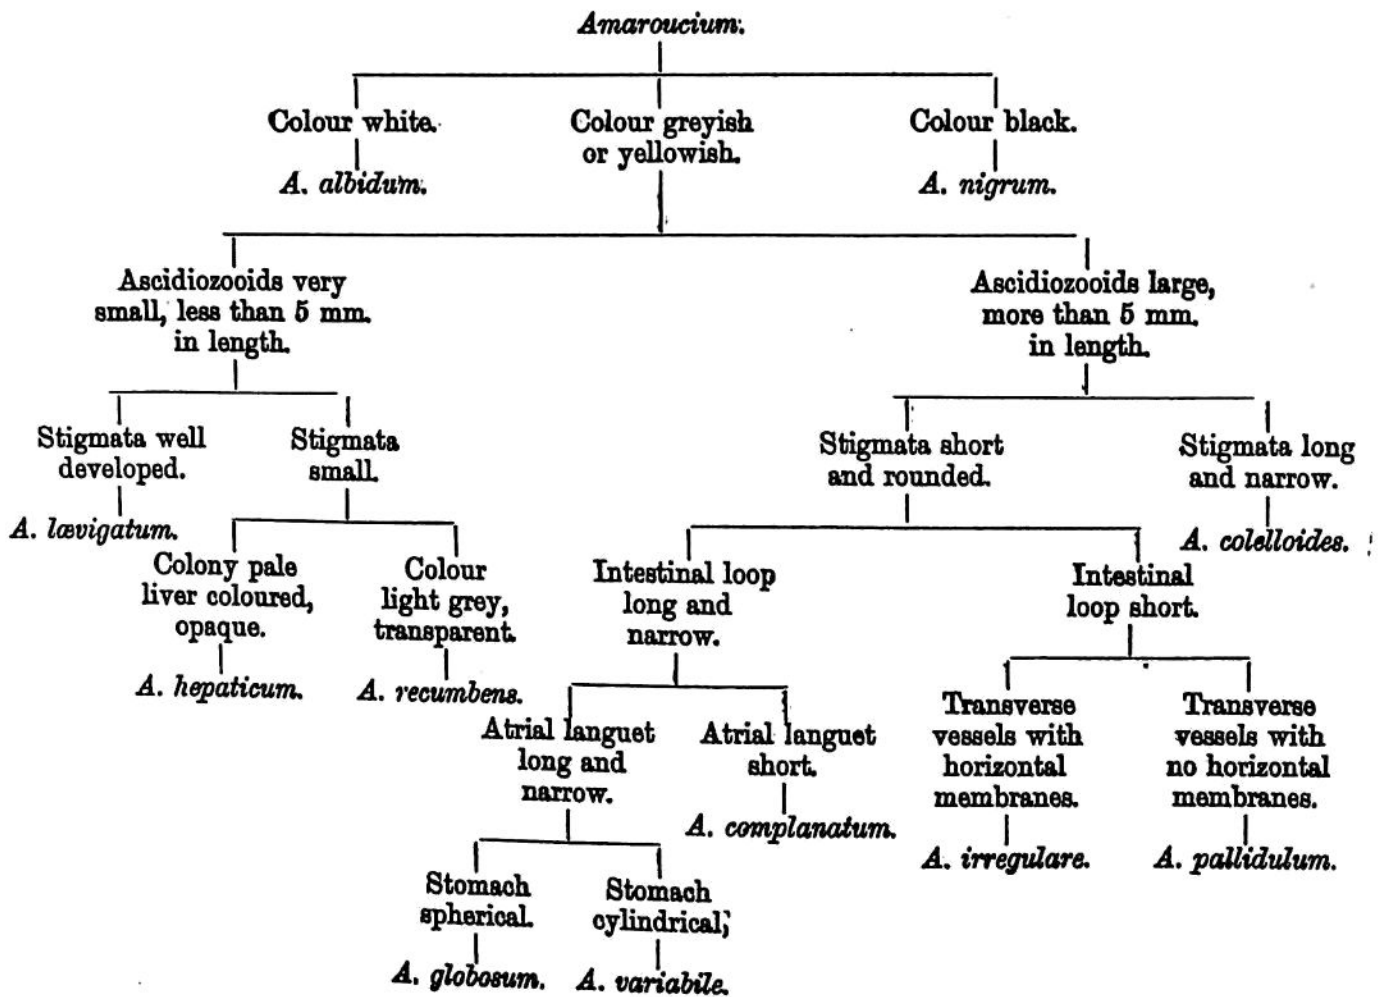 Amaroucium.
Colour white.
Colour greyish
or yellowish.
Colour black.
A. albidum.
A. nigrum.
Ascidiozooids very
small, less than 5 mm.
in length.
Ascidiozooids large,
more than 5 mm.
in length.
Stigmata well
developed.
Stigmata
small.
Stigmata short
and rounded.
Stigmata long
and narrow.
A. lævigatum.
A. colelloides.
Colony pale
liver coloured,
opaque.
Colour
light grey,
transparent.
Intestinal loop
long and
narrow.
Intestinal
loop short.
A. hepaticum.
A. recumbens.
Atrial languet
long and
narrow.
Atrial languet
short.
Transverse
vessels with
horizontal
membranes.
Transverse
vessels with
no horizontal
membranes.
A. complanatum.
A. irregulare.
A. pallidulum.
Stomach
spherical.
Stomach
cylindrical;
A. globosum.
A. variabile.